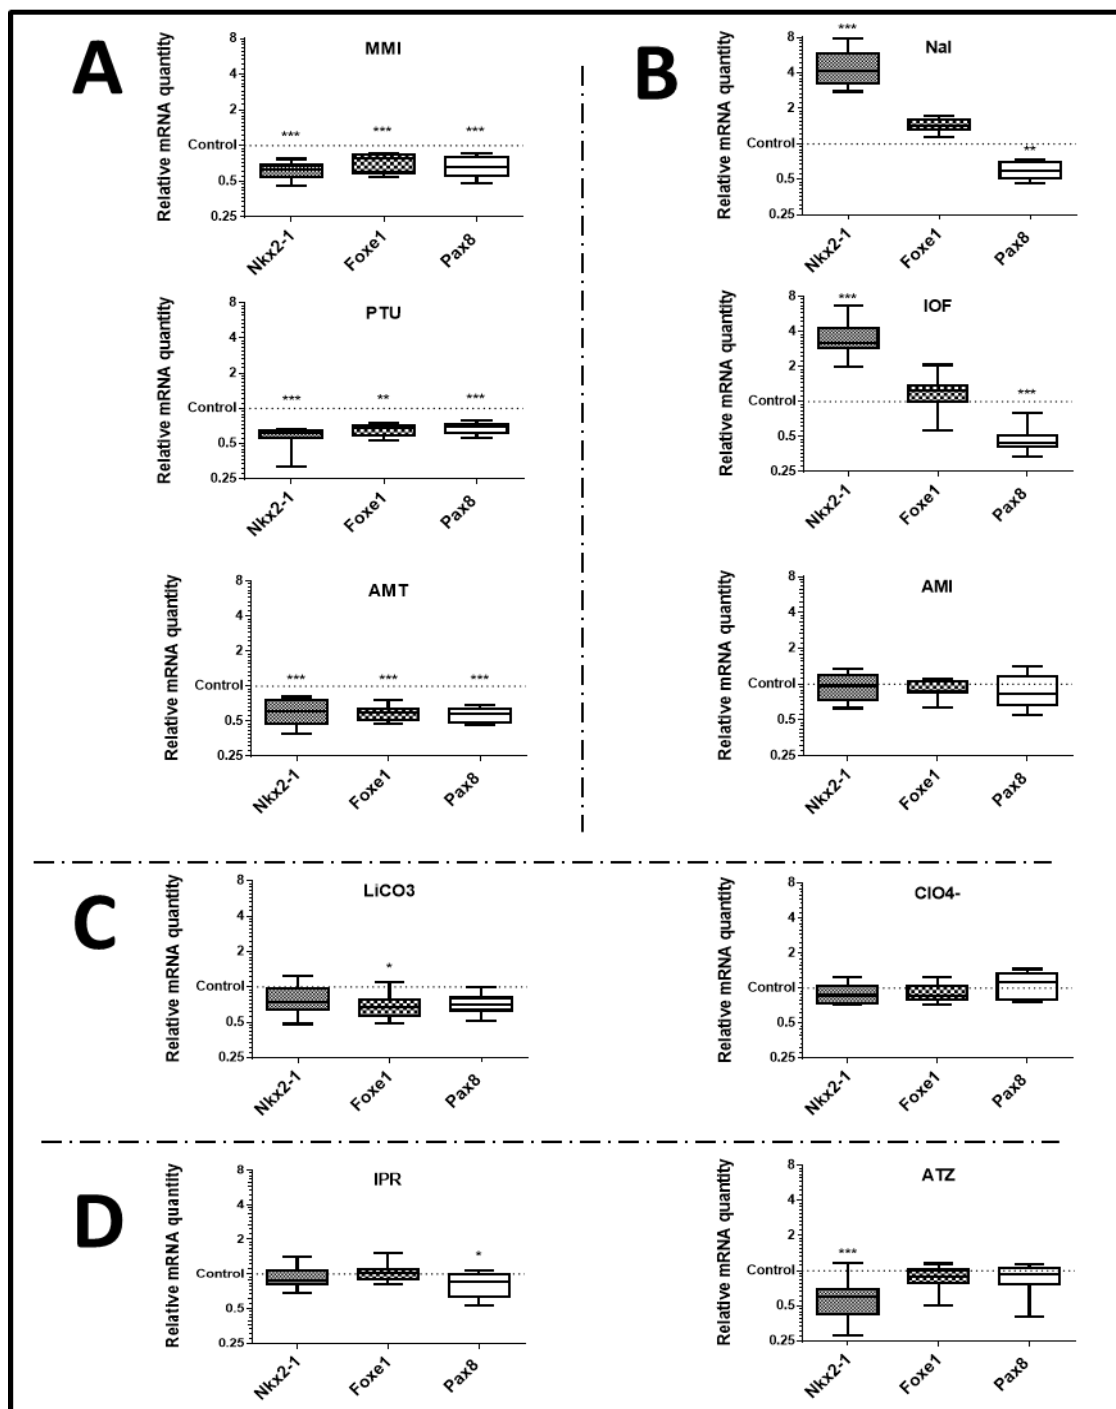 A
MMI
Relative mRNA quantity
8
4
2
Control
0.5
0.25
*** *** ***
Nkx2-1 Foxe1 Pax8
PTU
Relative mRNA quantity
8
4
2
Control
0.5
0.25
*** ** ***
Nkx2-1 Foxe1 Pax8
AMT
Relative mRNA quantity
8
4
2
Control
0.5
0.25
*** *** ***
Nkx2-1 Foxe1 Pax8
B
NaI
Relative mRNA quantity
8
4
2
Control
0.5
0.25
*** **
Nkx2-1 Foxe1 Pax8
IOF
Relative mRNA quantity
8
4
2
Control
0.5
0.25
*** ***
Nkx2-1 Foxe1 Pax8
AMI
Relative mRNA quantity
8
4
2
Control
0.5
0.25
Nkx2-1 Foxe1 Pax8
C
LiCO3
Relative mRNA quantity
8
4
2
Control
0.5
0.25
*
Nkx2-1 Foxe1 Pax8
ClO4-
Relative mRNA quantity
8
4
2
Control
0.5
0.25
Nkx2-1 Foxe1 Pax8
D
IPR
Relative mRNA quantity
8
4
2
Control
0.5
0.25
*
Nkx2-1 Foxe1 Pax8
ATZ
Relative mRNA quantity
8
4
2
Control
0.5
0.25
***
Nkx2-1 Foxe1 Pax8